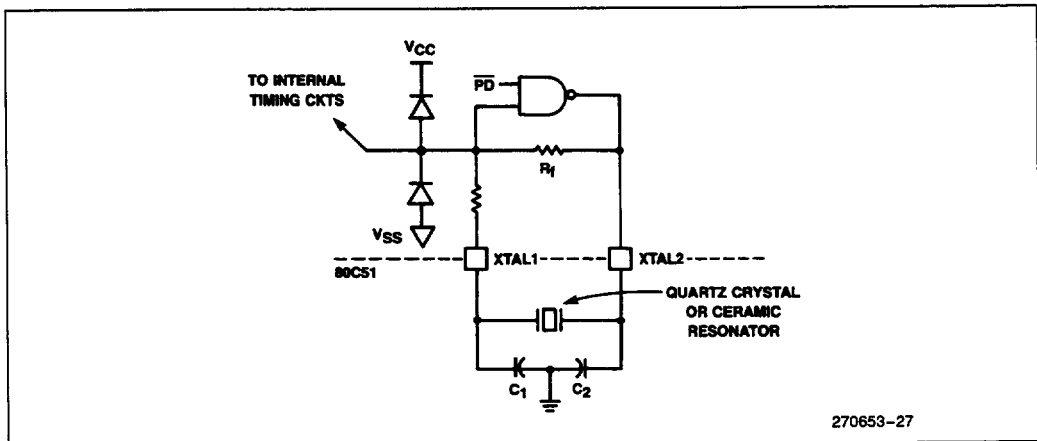 VCC
TO INTERNAL
TIMING CKTS
PD
Rf
VSS
XTAL1
XTAL2
80C51
QUARTZ CRYSTAL
OR CERAMIC
RESONATOR
C1
C2
270653-27